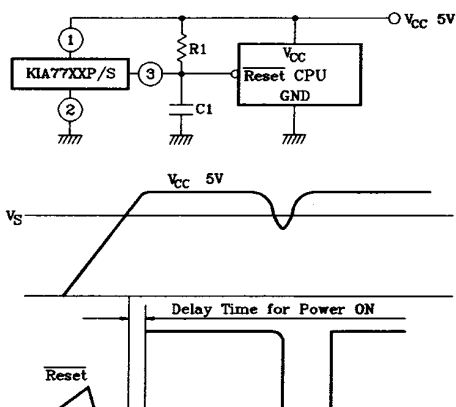 V_CC 5V
1
R1
V_CC
KIA77XXP/S
3
Reset CPU
2
C1
GND
V_CC 5V
V_S
Delay Time for Power ON
Reset